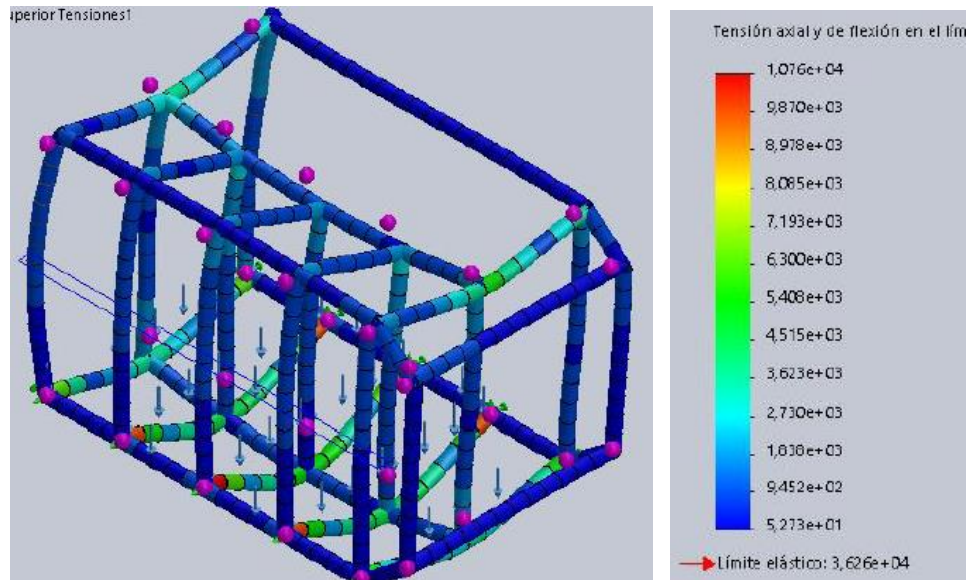 uperior Tensiones1
Tensión axial y de flexión en el lím
1,076e+04
9,870e+03
8,978e+03
8,085e+03
7,193e+03
6,300e+03
5,408e+03
4,515e+03
3,623e+03
2,730e+03
1,838e+03
9,452e+02
5,273e+01
Límite elástico: 3,626e+04